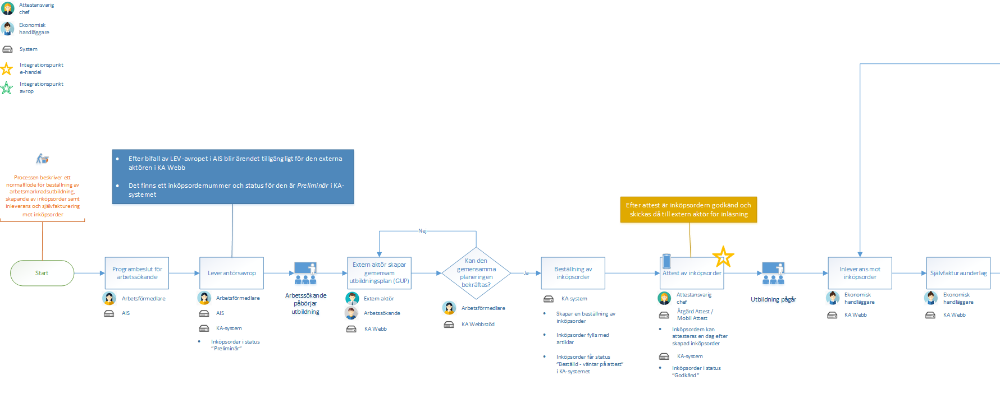 Attestansvarig
chef
Ekonomisk
handläggare
System
Integrationspunkt
e-handel
Integrationspunkt
avrop
Processen beskriver ett
normalflöde för beställning av
arbetsmarknadsutbildning,
skapande av inköpsorder samt
inleverans och självfakturering
mot inköpsorder
• Efter bifall av LEV-avropet i AIS blir ärendet tillgängligt för den externa
aktören i KA Webb
• Det finns ett inköpsordernummer och status för den är Preliminär i KA-
systemet
Efter attest är inköpsordern godkänd och
skickas då till extern aktör för inläsning
Start
Programbeslut för
arbetssökande
Arbetsförmedlare
AIS
Leverantörsavrop
Arbetsförmedlare
AIS
KA-system
• Inköpsorder i status
"Preliminär"
Arbetssökande
påbörjar
utbildning
Extern aktör skapar
gemensam
utbildningsplan (GUP)
Extern aktör
Arbetssökande
KA Webb
Nej
Kan den
gemensamma
planeringen
bekräftas?
Arbetsförmedlare
KA Webbstöd
Ja
Beställning av
inköpsorder
KA-system
• Skapar en beställning av
inköpsorder
• Inköpsorder fylls med
artiklar
• Inköpsorder får status
"Beställd - väntar på attest"
i KA-systemet
Attest av inköpsorder
Attestansvarig
chef
Åtgärd Attest /
Mobil Attest
• Inköpsordern kan
attesteras en dag efter
skapad inköpsorder
KA-system
• Inköpsorder i status
"Godkänd"
Utbildning pågår
Inleverans mot
inköpsorder
Ekonomisk
handläggare
KA Webb
Självfakturaunderlag
Ekonomisk
handläggare
KA Webb